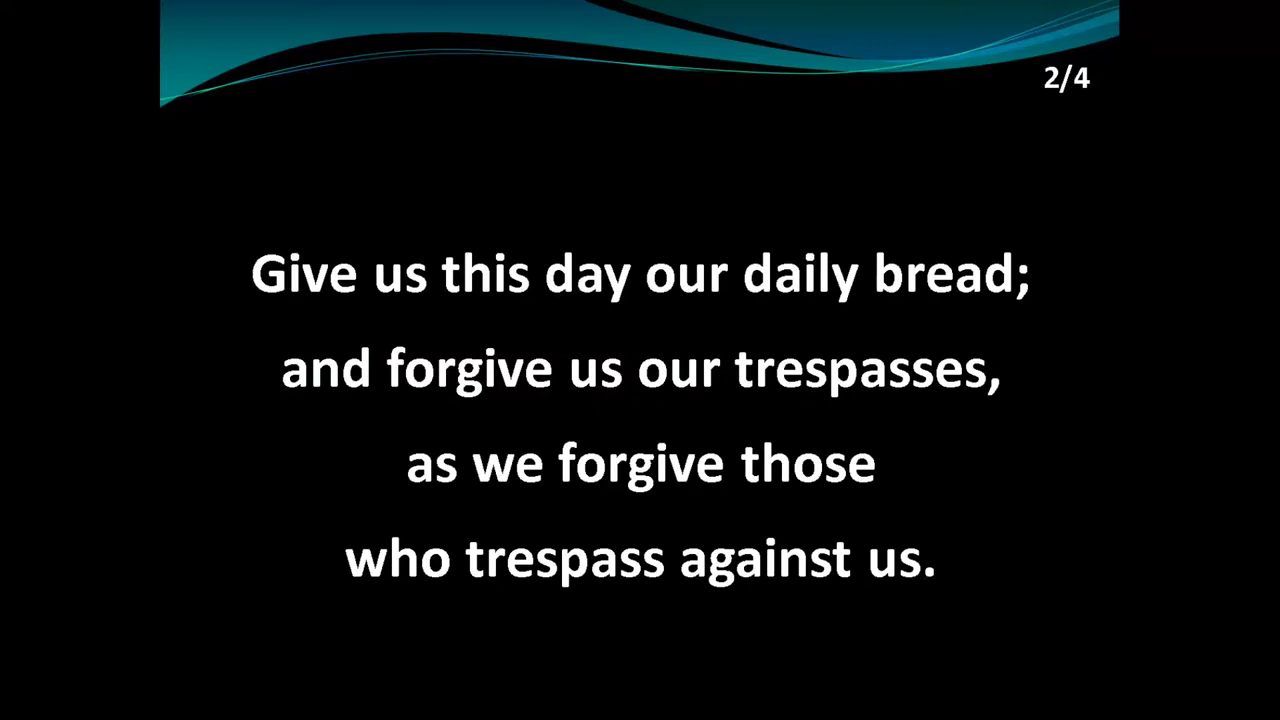 2/4
Give us this day our daily bread;
and forgive us our trespasses,
as we forgive those
who trespass against us.